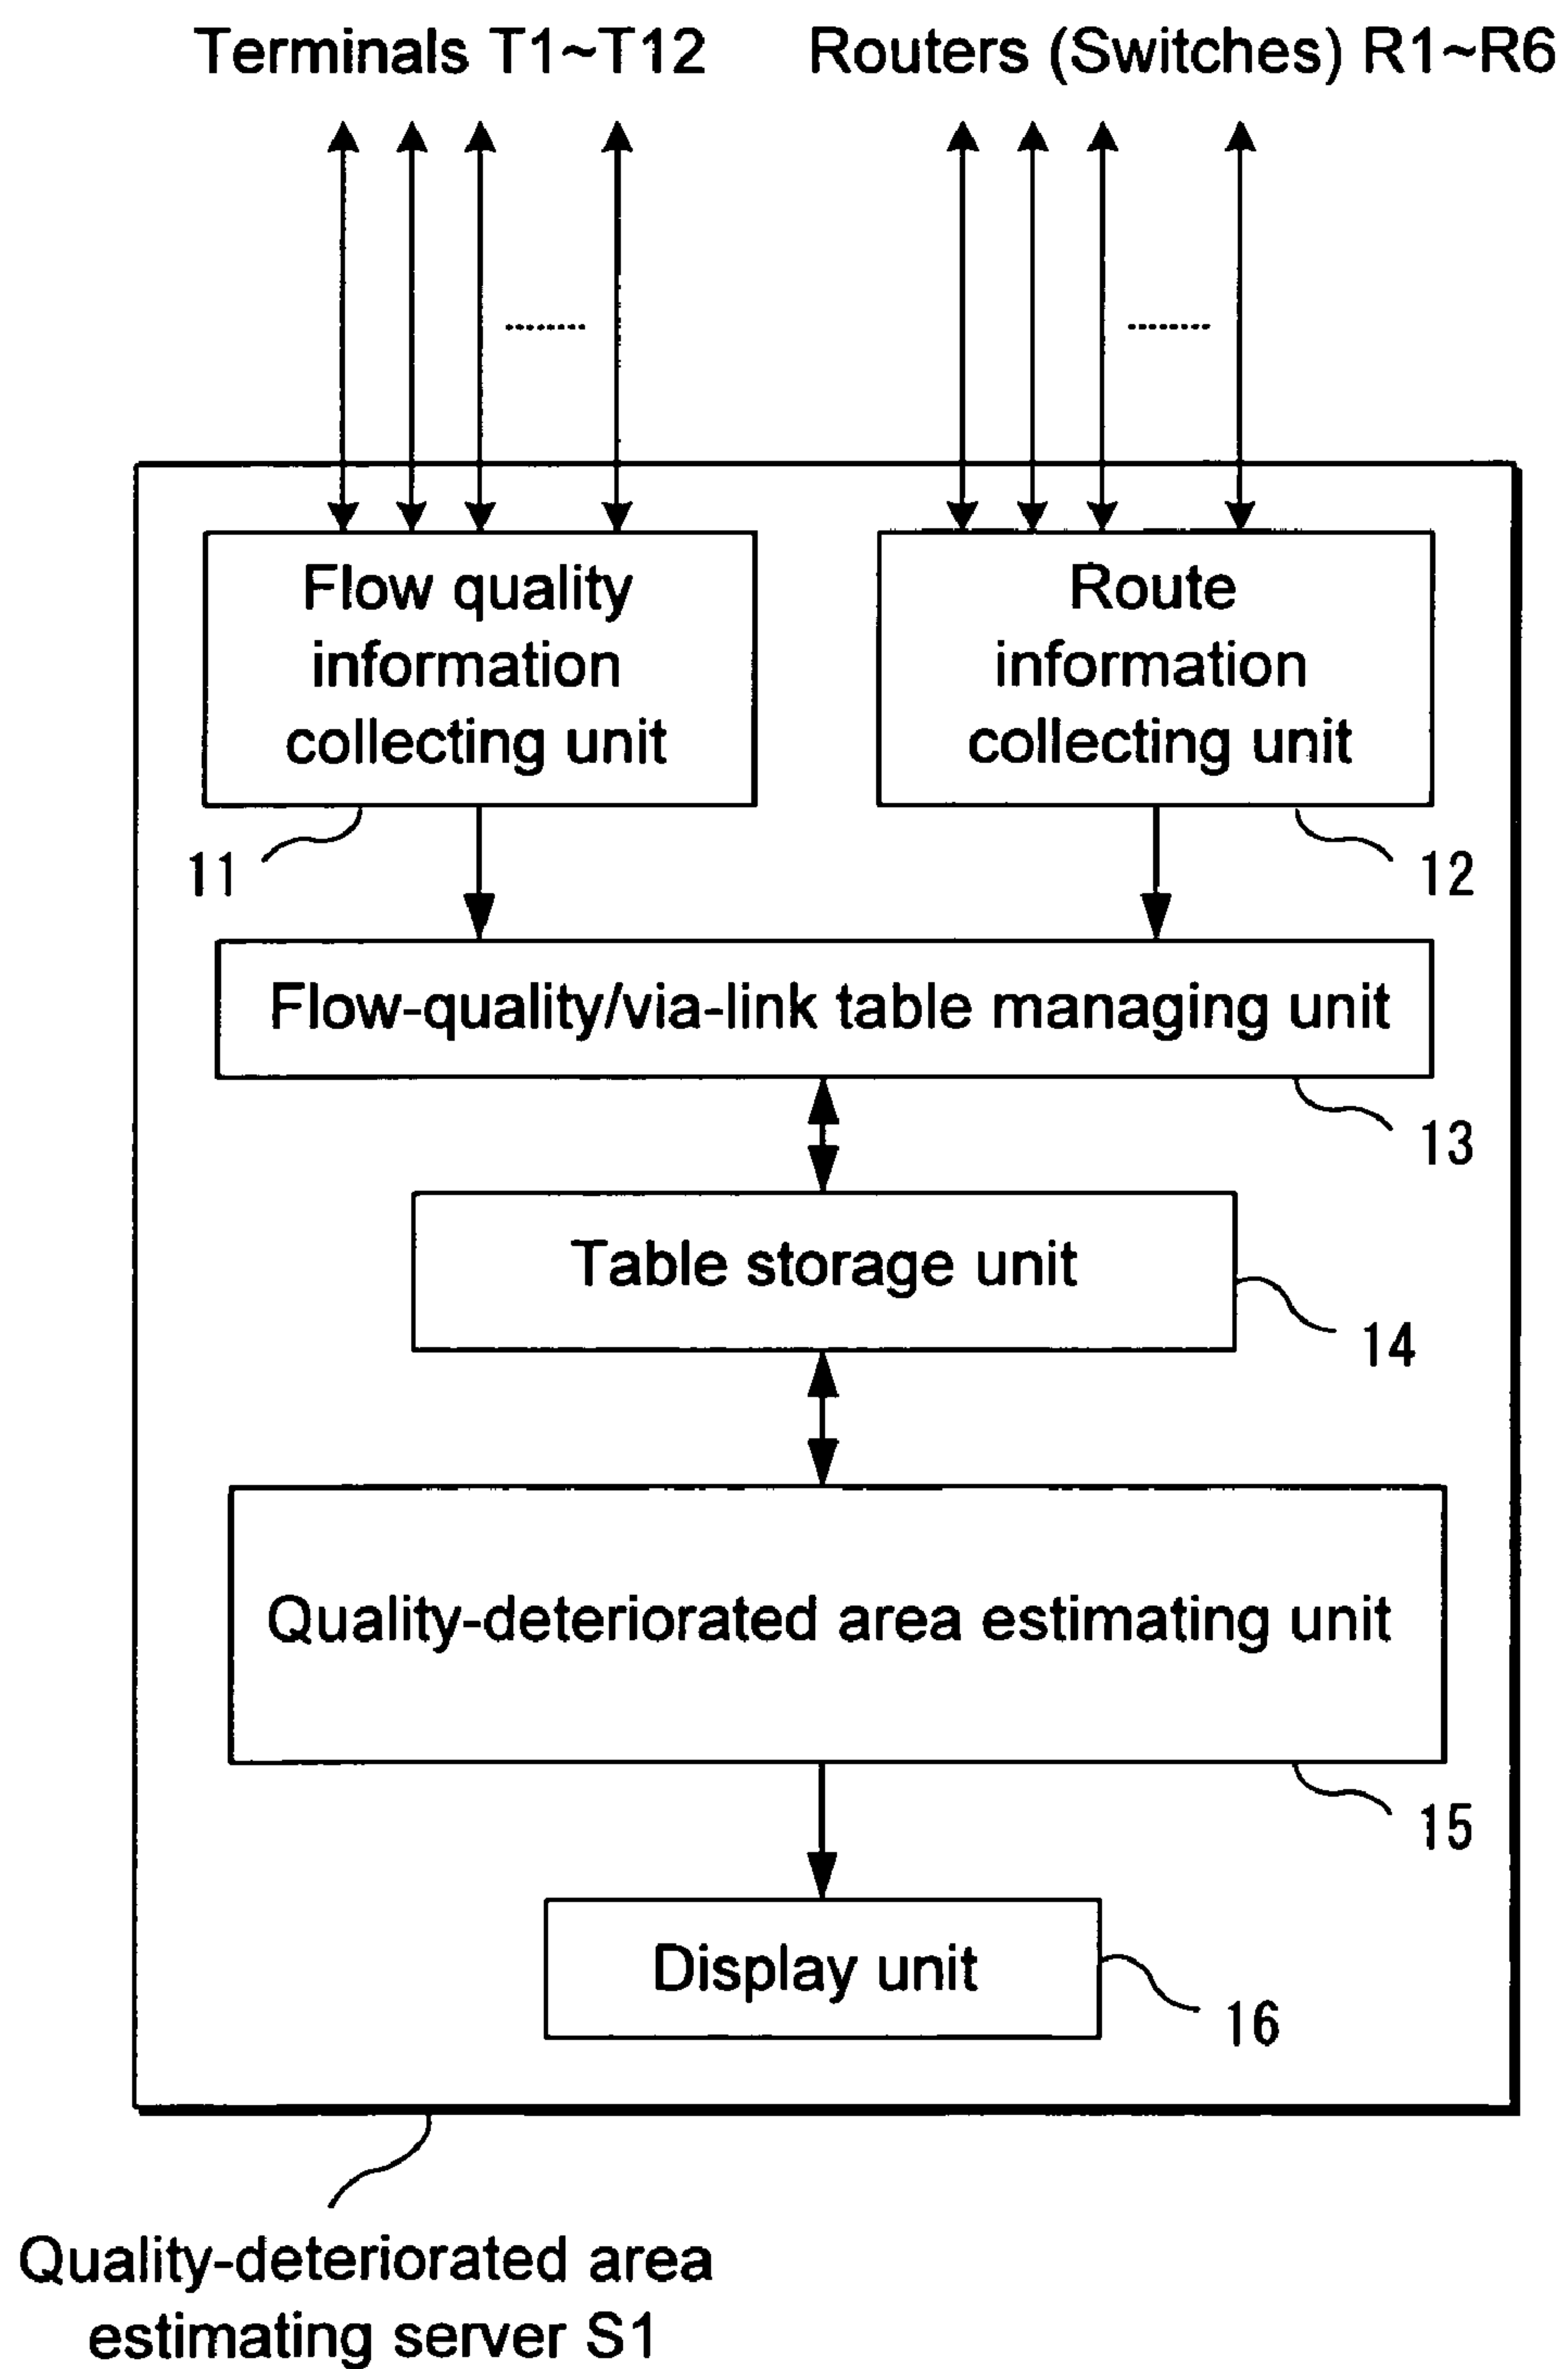 Terminals T1~T12
Routers (Switches) R1~R6
Flow quality
information
collecting unit
Route
information
collecting unit
11
12
Flow-quality/via-link table managing unit
13
Table storage unit
14
Quality-deteriorated area estimating unit
15
Display unit
16
Quality-deteriorated area
estimating server S1